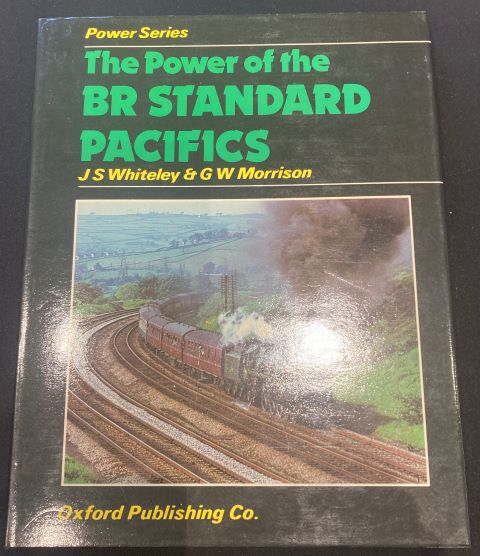 Power Series
The Power of the
BR STANDARD
PACIFICS
J S Whiteley & G W Morrison
Oxford Publishing Co.